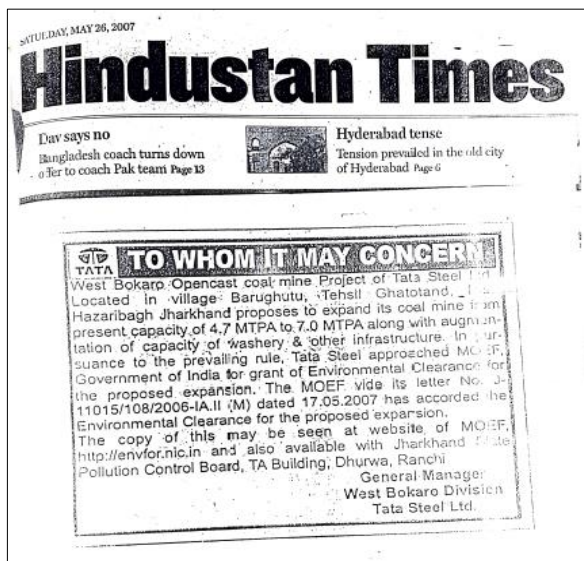 SATURDAY, MAY 26, 2007
Hindustan Times
Dav says no
Bangladesh coach turns down
offer to coach Pak team Page 13
Hyderabad tense
Tension prevailed in the old city
of Hyderabad Page 6
TATA
TO WHOM IT MAY CONCERN
West Bokaro Opencast coal mine Project of Tata Steel Ltd
Located in village Barughutu, Tehsil Ghatotand,
Hazaribagh Jharkhand proposes to expand its coal mine from
present capacity of 4.7 MTPA to 7.0 MTPA along with augmen-
tation of capacity of washery & other infrastructure. In pur-
suance to the prevailing rule, Tata Steel approached MOEF,
Government of India for grant of Environmental Clearance for
the proposed expansion. The MOEF vide its letter No. J-
11015/108/2006-IA.II (M) dated 17.05.2007 has accorded the
Environmental Clearance for the proposed expansion.
The copy of this may be seen at website of MOEF,
http://envfor.nic.in and also available with Jharkhand State
Pollution Control Board, TA Building, Dhurwa, Ranchi
General Manager
West Bokaro Division
Tata Steel Ltd.